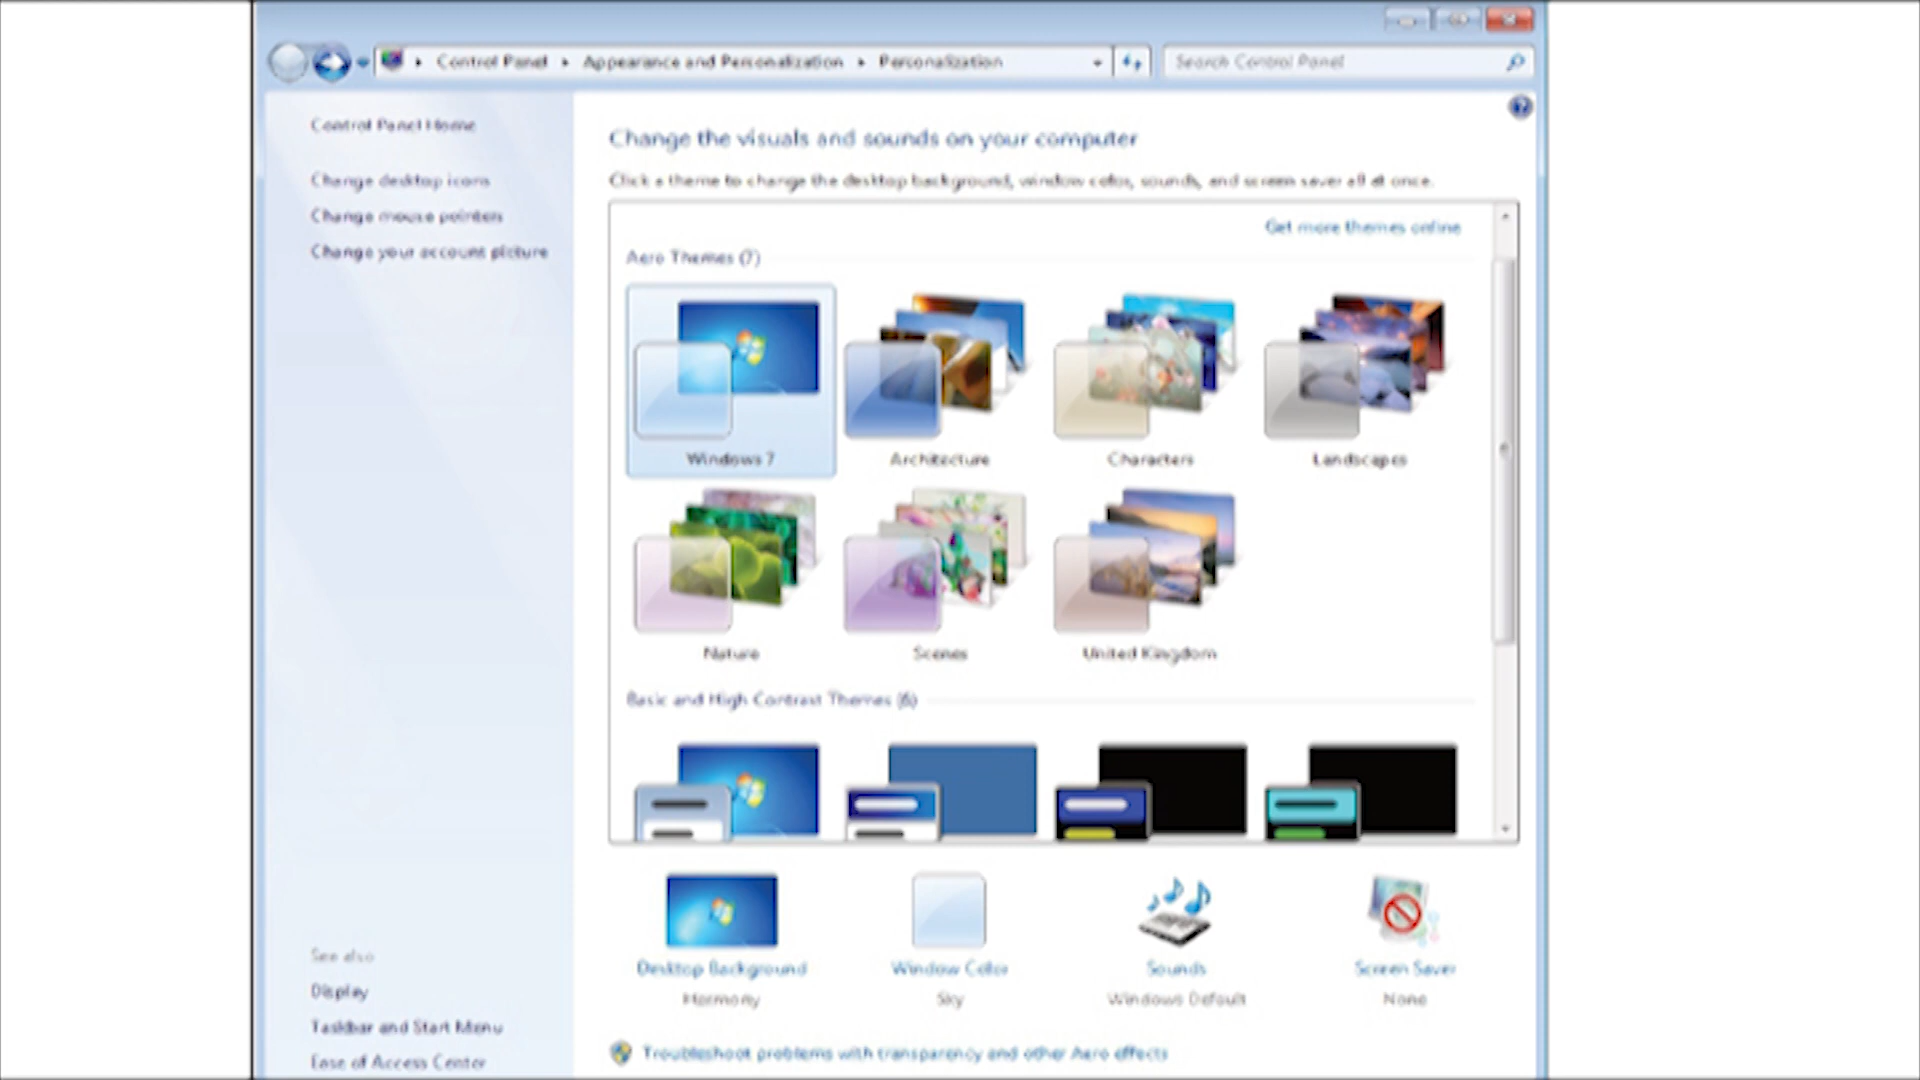 Control Panel ▸ Appearance and Personalization ▸ Personalization
Search Control Panel
Control Panel Home
Change desktop icons
Change mouse pointers
Change your account picture
Change the visuals and sounds on your computer
Click a theme to change the desktop background, window color, sounds, and screen saver all at once.
Get more themes online
Aero Themes (7)
Windows 7
Architecture
Characters
Landscapes
Nature
Scenes
United Kingdom
Basic and High Contrast Themes (6)
Desktop Background
Harmony
Window Color
Sky
Sounds
Windows Default
Screen Saver
None
See also
Display
Taskbar and Start Menu
Ease of Access Center
Troubleshoot problems with transparency and other Aero effects